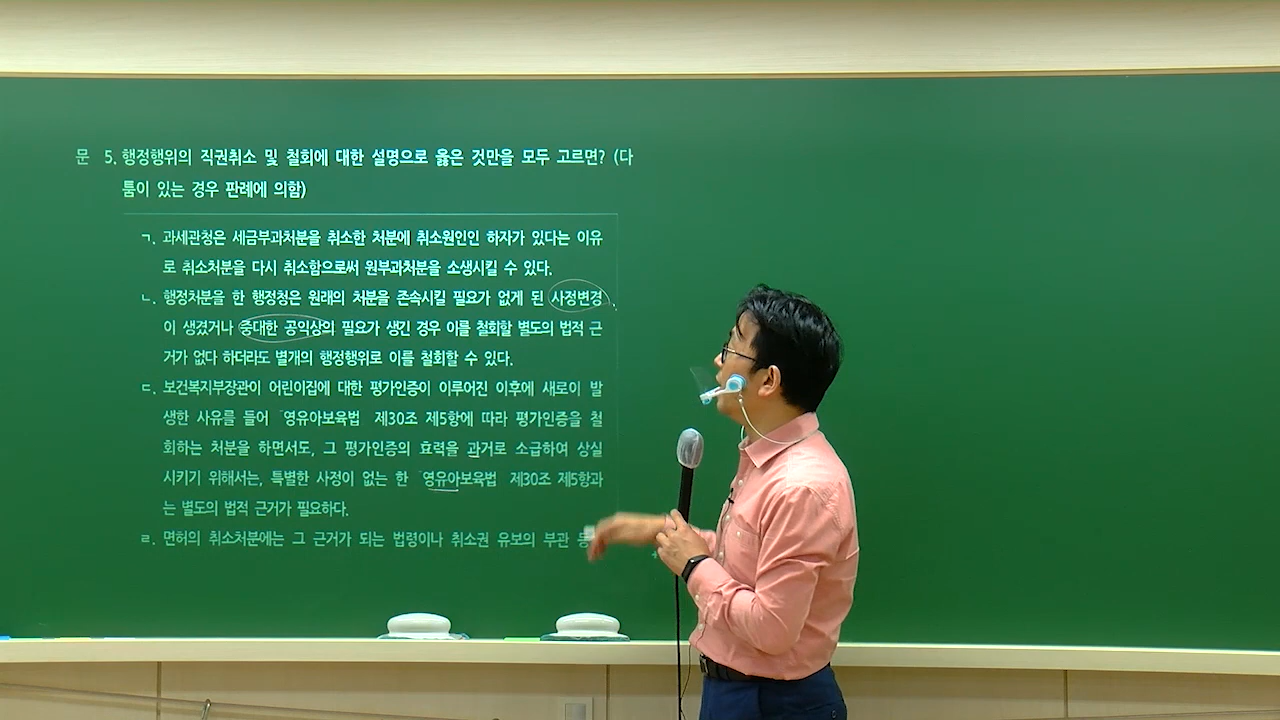 문 5. 행정행위의 직권취소 및 철회에 대한 설명으로 옳은 것만을 모두 고르면? (다
툼이 있는 경우 판례에 의함)
ㄱ. 과세관청은 세금부과처분을 취소한 처분에 취소원인인 하자가 있다는 이유
로 취소처분을 다시 취소함으로써 원부과처분을 소생시킬 수 있다.
ㄴ. 행정처분을 한 행정청은 원래의 처분을 존속시킬 필요가 없게 된 사정변경
이 생겼거나 중대한 공익상의 필요가 생긴 경우 이를 철회할 별도의 법적 근
거가 없다 하더라도 별개의 행정행위로 이를 철회할 수 있다.
ㄷ. 보건복지부장관이 어린이집에 대한 평가인증이 이루어진 이후에 새로이 발
생한 사유를 들어 영유아보육법 제30조 제5항에 따라 평가인증을 철
회하는 처분을 하면서도, 그 평가인증의 효력을 과거로 소급하여 상실
시키기 위해서는, 특별한 사정이 없는 한 영유아보육법 제30조 제5항과
는 별도의 법적 근거가 필요하다.
ㄹ. 면허의 취소처분에는 그 근거가 되는 법령이나 취소권 유보의 부관